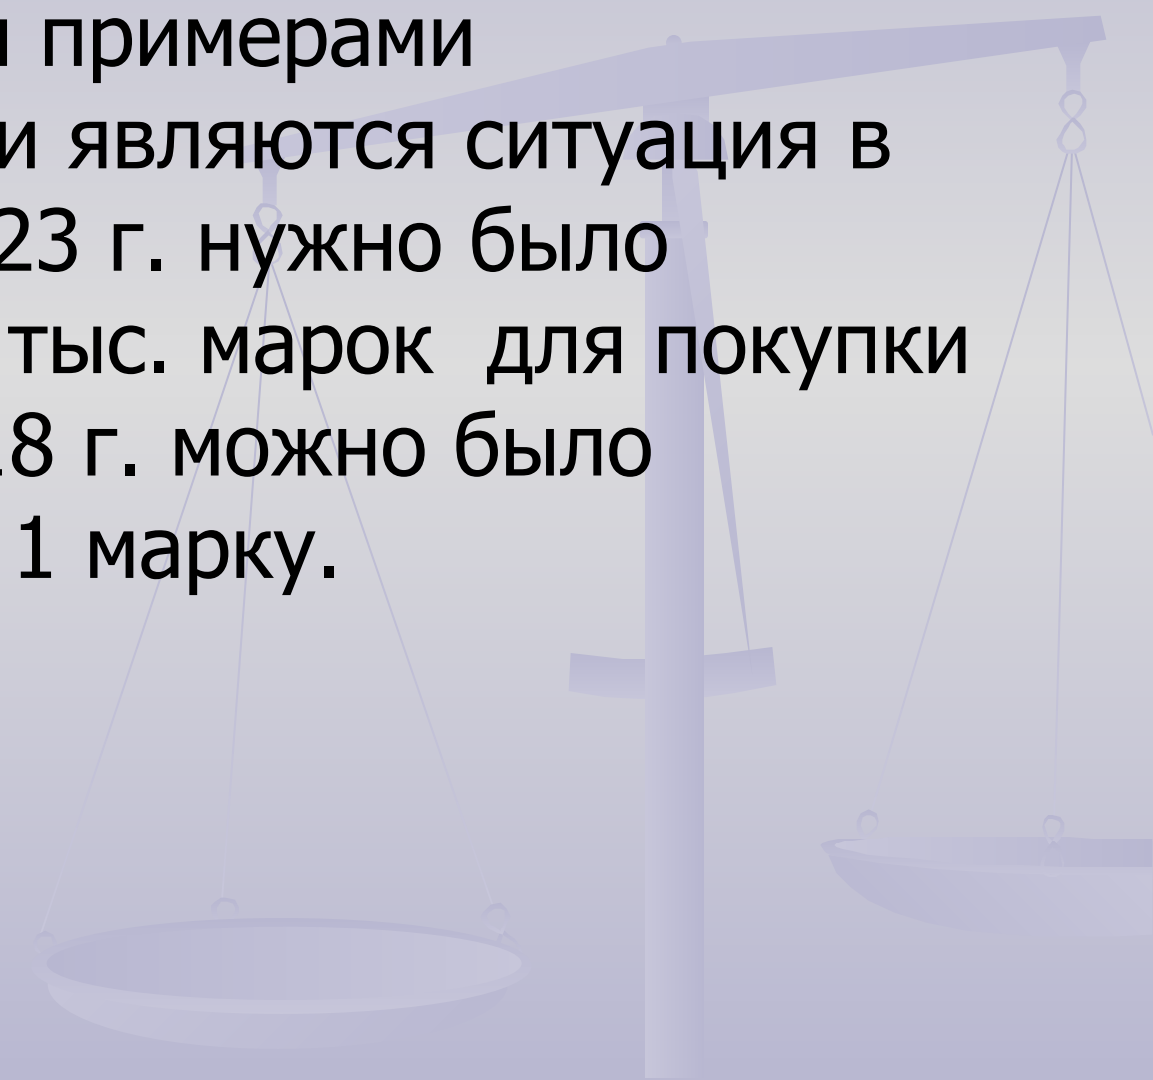 примерами
и являются ситуация в
23 г. нужно было
тыс. марок для покупки
8 г. можно было
1 марку.